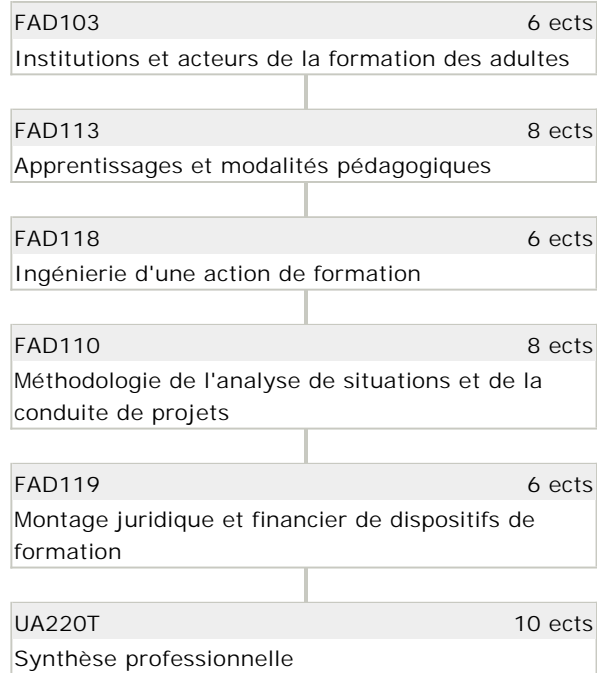 FAD103 6 ects
Institutions et acteurs de la formation des adultes
FAD113 8 ects
Apprentissages et modalités pédagogiques
FAD118 6 ects
Ingénierie d'une action de formation
FAD110 8 ects
Méthodologie de l'analyse de situations et de la
conduite de projets
FAD119 6 ects
Montage juridique et financier de dispositifs de
formation
UA220T 10 ects
Synthèse professionnelle